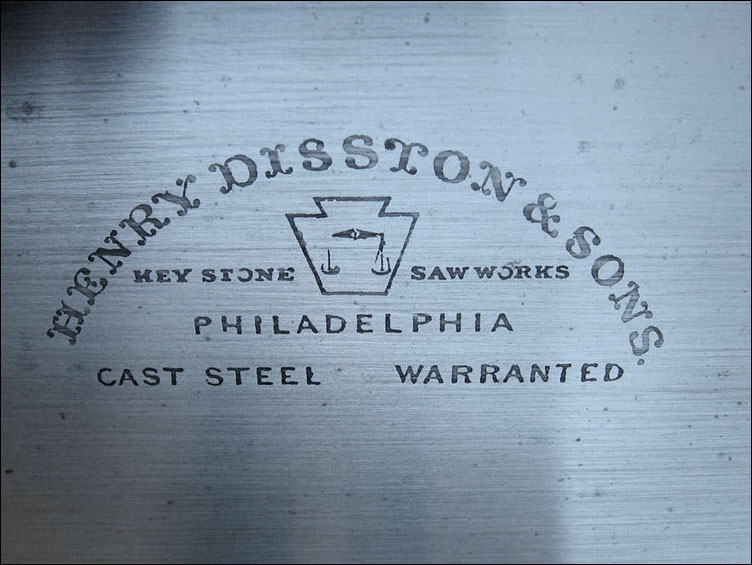 HENRY DISSTON & SONS.
KEY STONE SAW WORKS
PHILADELPHIA
CAST STEEL WARRANTED